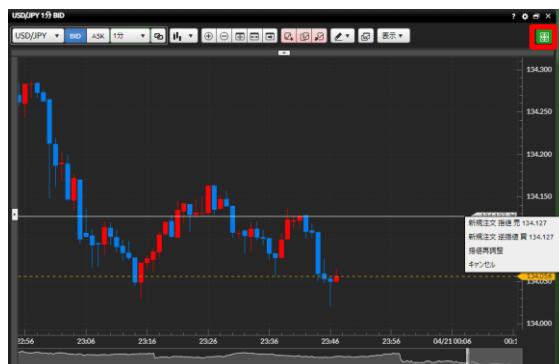 USD/JPY 1分 BID
USD/JPY BID ASK 1分 表示
134.300
134.250
134.200
134.150
新規注文 指値 売 134.127
新規注文 逆指値 買 134.127
指値再調整
キャンセル
134.050
134.000
22:56 23:06 23:16 23:26 23:36 23:46 23:56 04/21 00:06